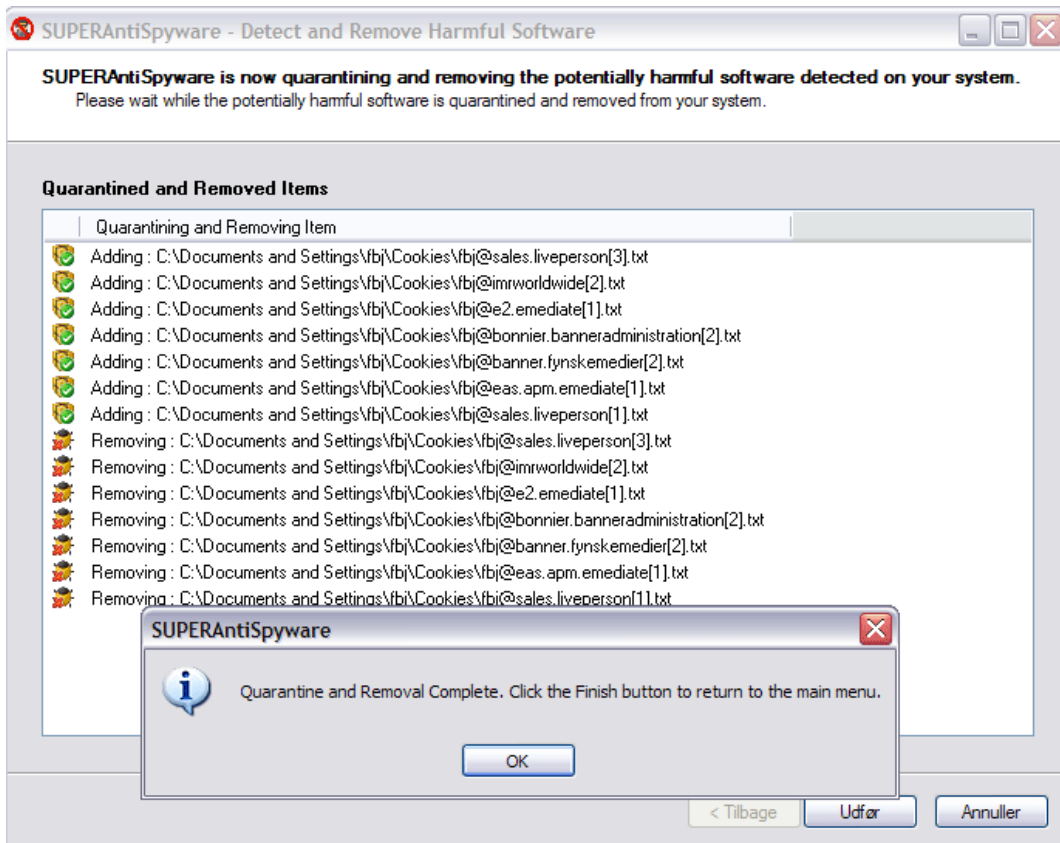 SUPERAntiSpyware - Detect and Remove Harmful Software
SUPERAntiSpyware is now quarantining and removing the potentially harmful software detected on your system.
Please wait while the potentially harmful software is quarantined and removed from your system.
Quarantined and Removed Items
Quarantining and Removing Item
Adding : C:\Documents and Settings\fbj\Cookies\fbj@sales.liveperson[3].txt
Adding : C:\Documents and Settings\fbj\Cookies\fbj@imrworldwide[2].txt
Adding : C:\Documents and Settings\fbj\Cookies\fbj@e2.emediate[1].txt
Adding : C:\Documents and Settings\fbj\Cookies\fbj@bonnier.banneradministration[2].txt
Adding : C:\Documents and Settings\fbj\Cookies\fbj@banner.fynskemedier[2].txt
Adding : C:\Documents and Settings\fbj\Cookies\fbj@eas.apm.emediate[1].txt
Adding : C:\Documents and Settings\fbj\Cookies\fbj@sales.liveperson[1].txt
Removing : C:\Documents and Settings\fbj\Cookies\fbj@sales.liveperson[3].txt
Removing : C:\Documents and Settings\fbj\Cookies\fbj@imrworldwide[2].txt
Removing : C:\Documents and Settings\fbj\Cookies\fbj@e2.emediate[1].txt
Removing : C:\Documents and Settings\fbj\Cookies\fbj@bonnier.banneradministration[2].txt
Removing : C:\Documents and Settings\fbj\Cookies\fbj@banner.fynskemedier[2].txt
Removing : C:\Documents and Settings\fbj\Cookies\fbj@eas.apm.emediate[1].txt
Removing : C:\Documents and Settings\fbj\Cookies\fbj@sales.liveperson[1].txt
SUPERAntiSpyware
Quarantine and Removal Complete. Click the Finish button to return to the main menu.
OK
< Tilbage
Udfør
Annuller